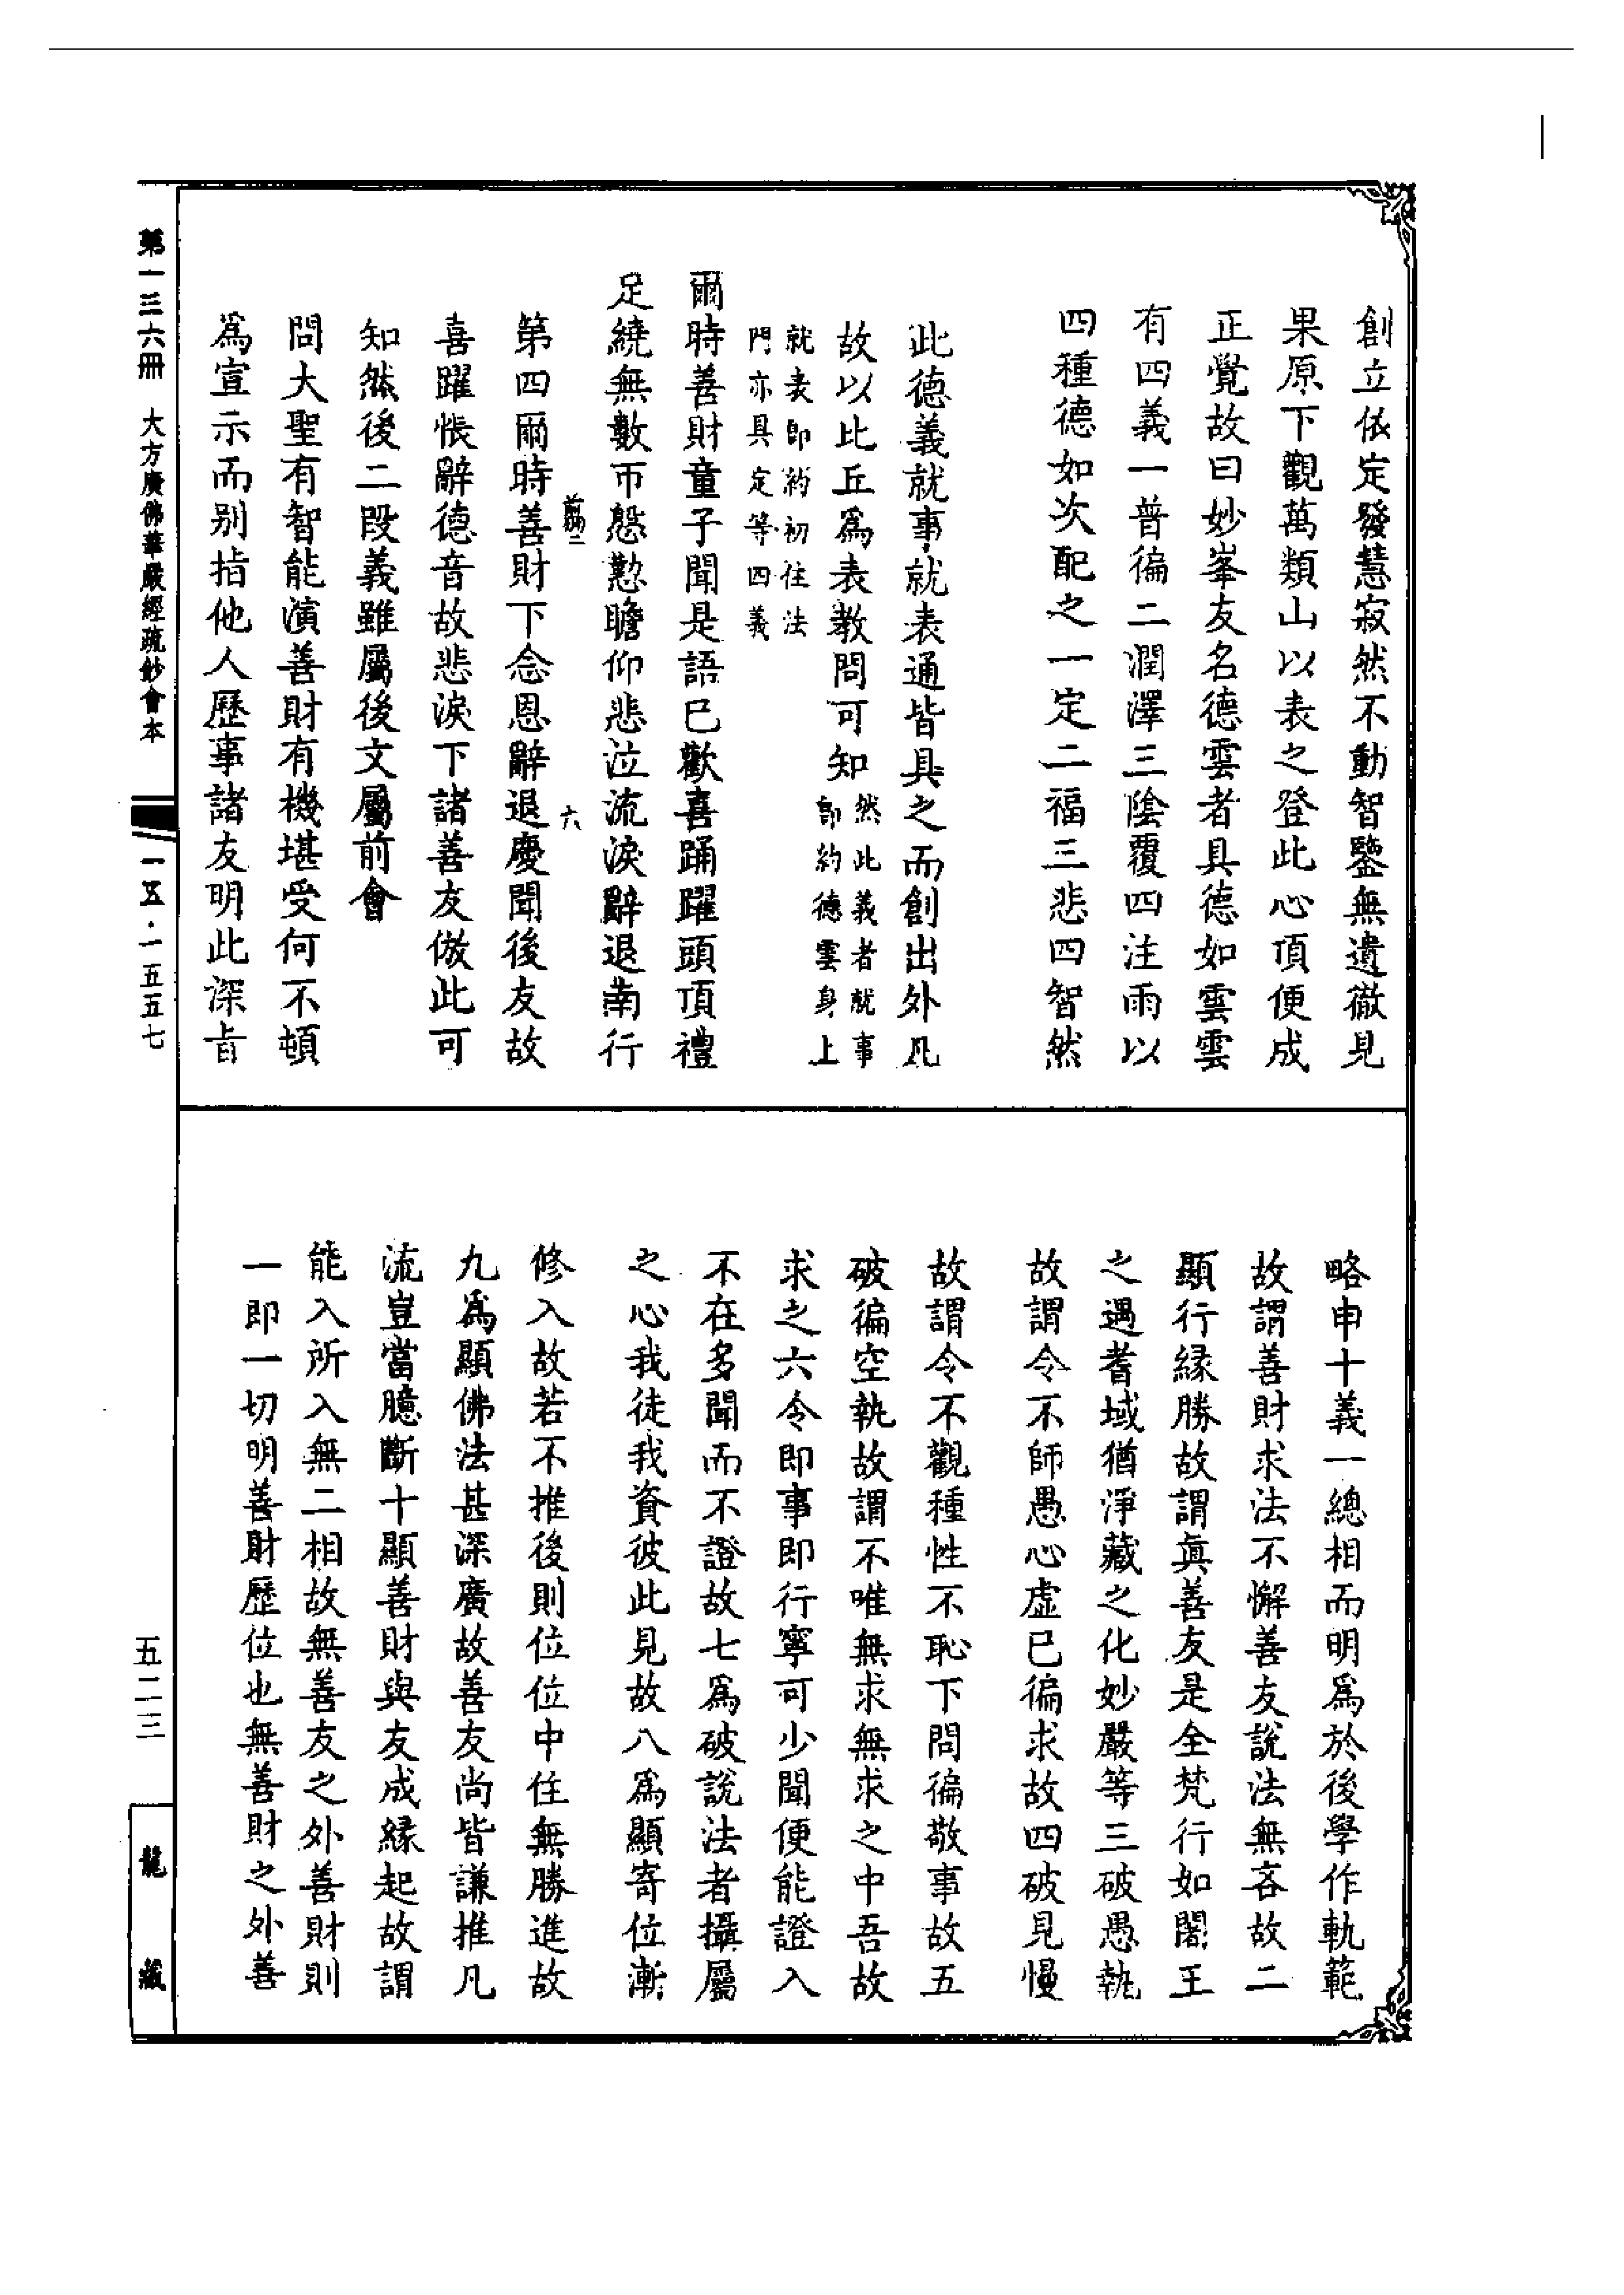 創立依定發慧寂然不動智鑒無遺徹見
果原下觀萬類山以表之登此心頂便成
正覺故曰妙峯友名德雲者具德如雲雲
有四義一普徧二潤澤三陰覆四注雨以
四種德如次配之一定二福三悲四智然
此德義就事就表通皆具之而創出外凡
故以此丘爲表教問可知然此義者就事
即約德雲身上
就表即約初住法
門亦具定等四義
爾時善財童子聞是語已歡喜踊躍頭頂禮
足繞無數帀慇懃瞻仰悲泣流淚辭退南行
六
第四爾時善財下念恩辭退慶聞後友故
喜躍悵辭德音故悲淚下諸善友倣此可
知然後二段義雖屬後文屬前會
問大聖有智能演善財有機堪受何不頓
爲宣示而别指他人歷事諸友明此深旨
略申十義一總相而明爲於後學作軌範
故謂善財求法不懈善友說法無吝故二
顯行緣勝故謂眞善友是全梵行如闍王
之遇耆域猶淨藏之化妙嚴等三破愚執
故謂令不師愚心虛已徧求故四破見慢
故謂令不觀種性不恥下問徧敬事故五
破徧空執故謂不唯無求無求之中吾故
求之六令即事即行寧可少聞便能證入
不在多聞而不證故七爲破說法者攝屬
之心我徒我資彼此見故八爲顯寄位漸
修入故若不推後則位位中住無勝進故
九爲顯佛法甚深廣故善友尚皆謙推凡
流豈當臆斷十顯善財與友成緣起故謂
能入所入無二相故無善友之外善財則
一即一切明善財歷位也無善財之外善
第一三六冊 大方廣佛華嚴經疏鈔會本
一五·一五五七
五二三
龍藏